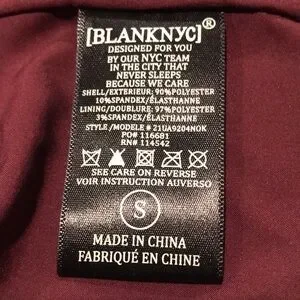 [BLANKNYC]®
DESIGNED FOR YOU
BY OUR NYC TEAM
IN THE CITY THAT
NEVER SLEEPS
BECAUSE WE CARE
SHELL/EXTERIEUR: 90%POLYESTER
10%SPANDEX/ÉLASTHANNE
LINING/DOUBLURE: 97%POLYESTER
3%SPANDEX/ÉLASTHANNE
STYLE/MODELE # 21UA9204NOK
PO# 116681
RN# 114542
SEE CARE ON REVERSE
VOIR INSTRUCTION AUVERSO
S
MADE IN CHINA
FABRIQUÉ EN CHINE